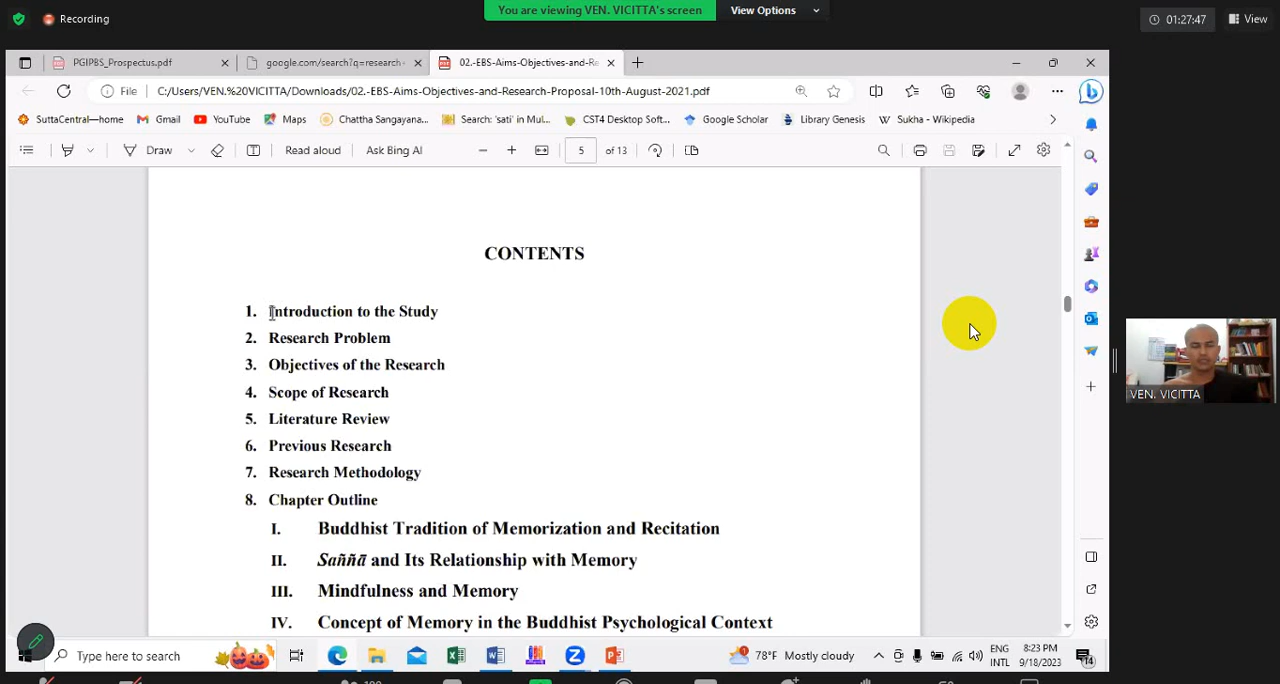 Recording
You are viewing VEN. VICITTA's screen
View Options
01:27:47
View
PGIPBS_Prospectus.pdf
google.com/search?q=research
02.-EBS-Aims-Objectives-and-Re
File
C:/Users/VEN.%20VICITTA/Downloads/02.-EBS-Aims-Objectives-and-Research-Proposal-10th-August-2021.pdf
SuttaCentral—home
Gmail
YouTube
Maps
Chattha Sangayana...
Search: 'sati' in Mul...
CST4 Desktop Soft...
Google Scholar
Library Genesis
W Sukha - Wikipedia
Draw
Read aloud
Ask Bing AI
5 of 13
CONTENTS
1. Introduction to the Study
2. Research Problem
3. Objectives of the Research
4. Scope of Research
5. Literature Review
6. Previous Research
7. Research Methodology
8. Chapter Outline
I. Buddhist Tradition of Memorization and Recitation
II. Saññā and Its Relationship with Memory
III. Mindfulness and Memory
IV. Concept of Memory in the Buddhist Psychological Context
VEN. VICITTA
Type here to search
78°F Mostly cloudy
ENG
INTL
8:23 PM
9/18/2023
14